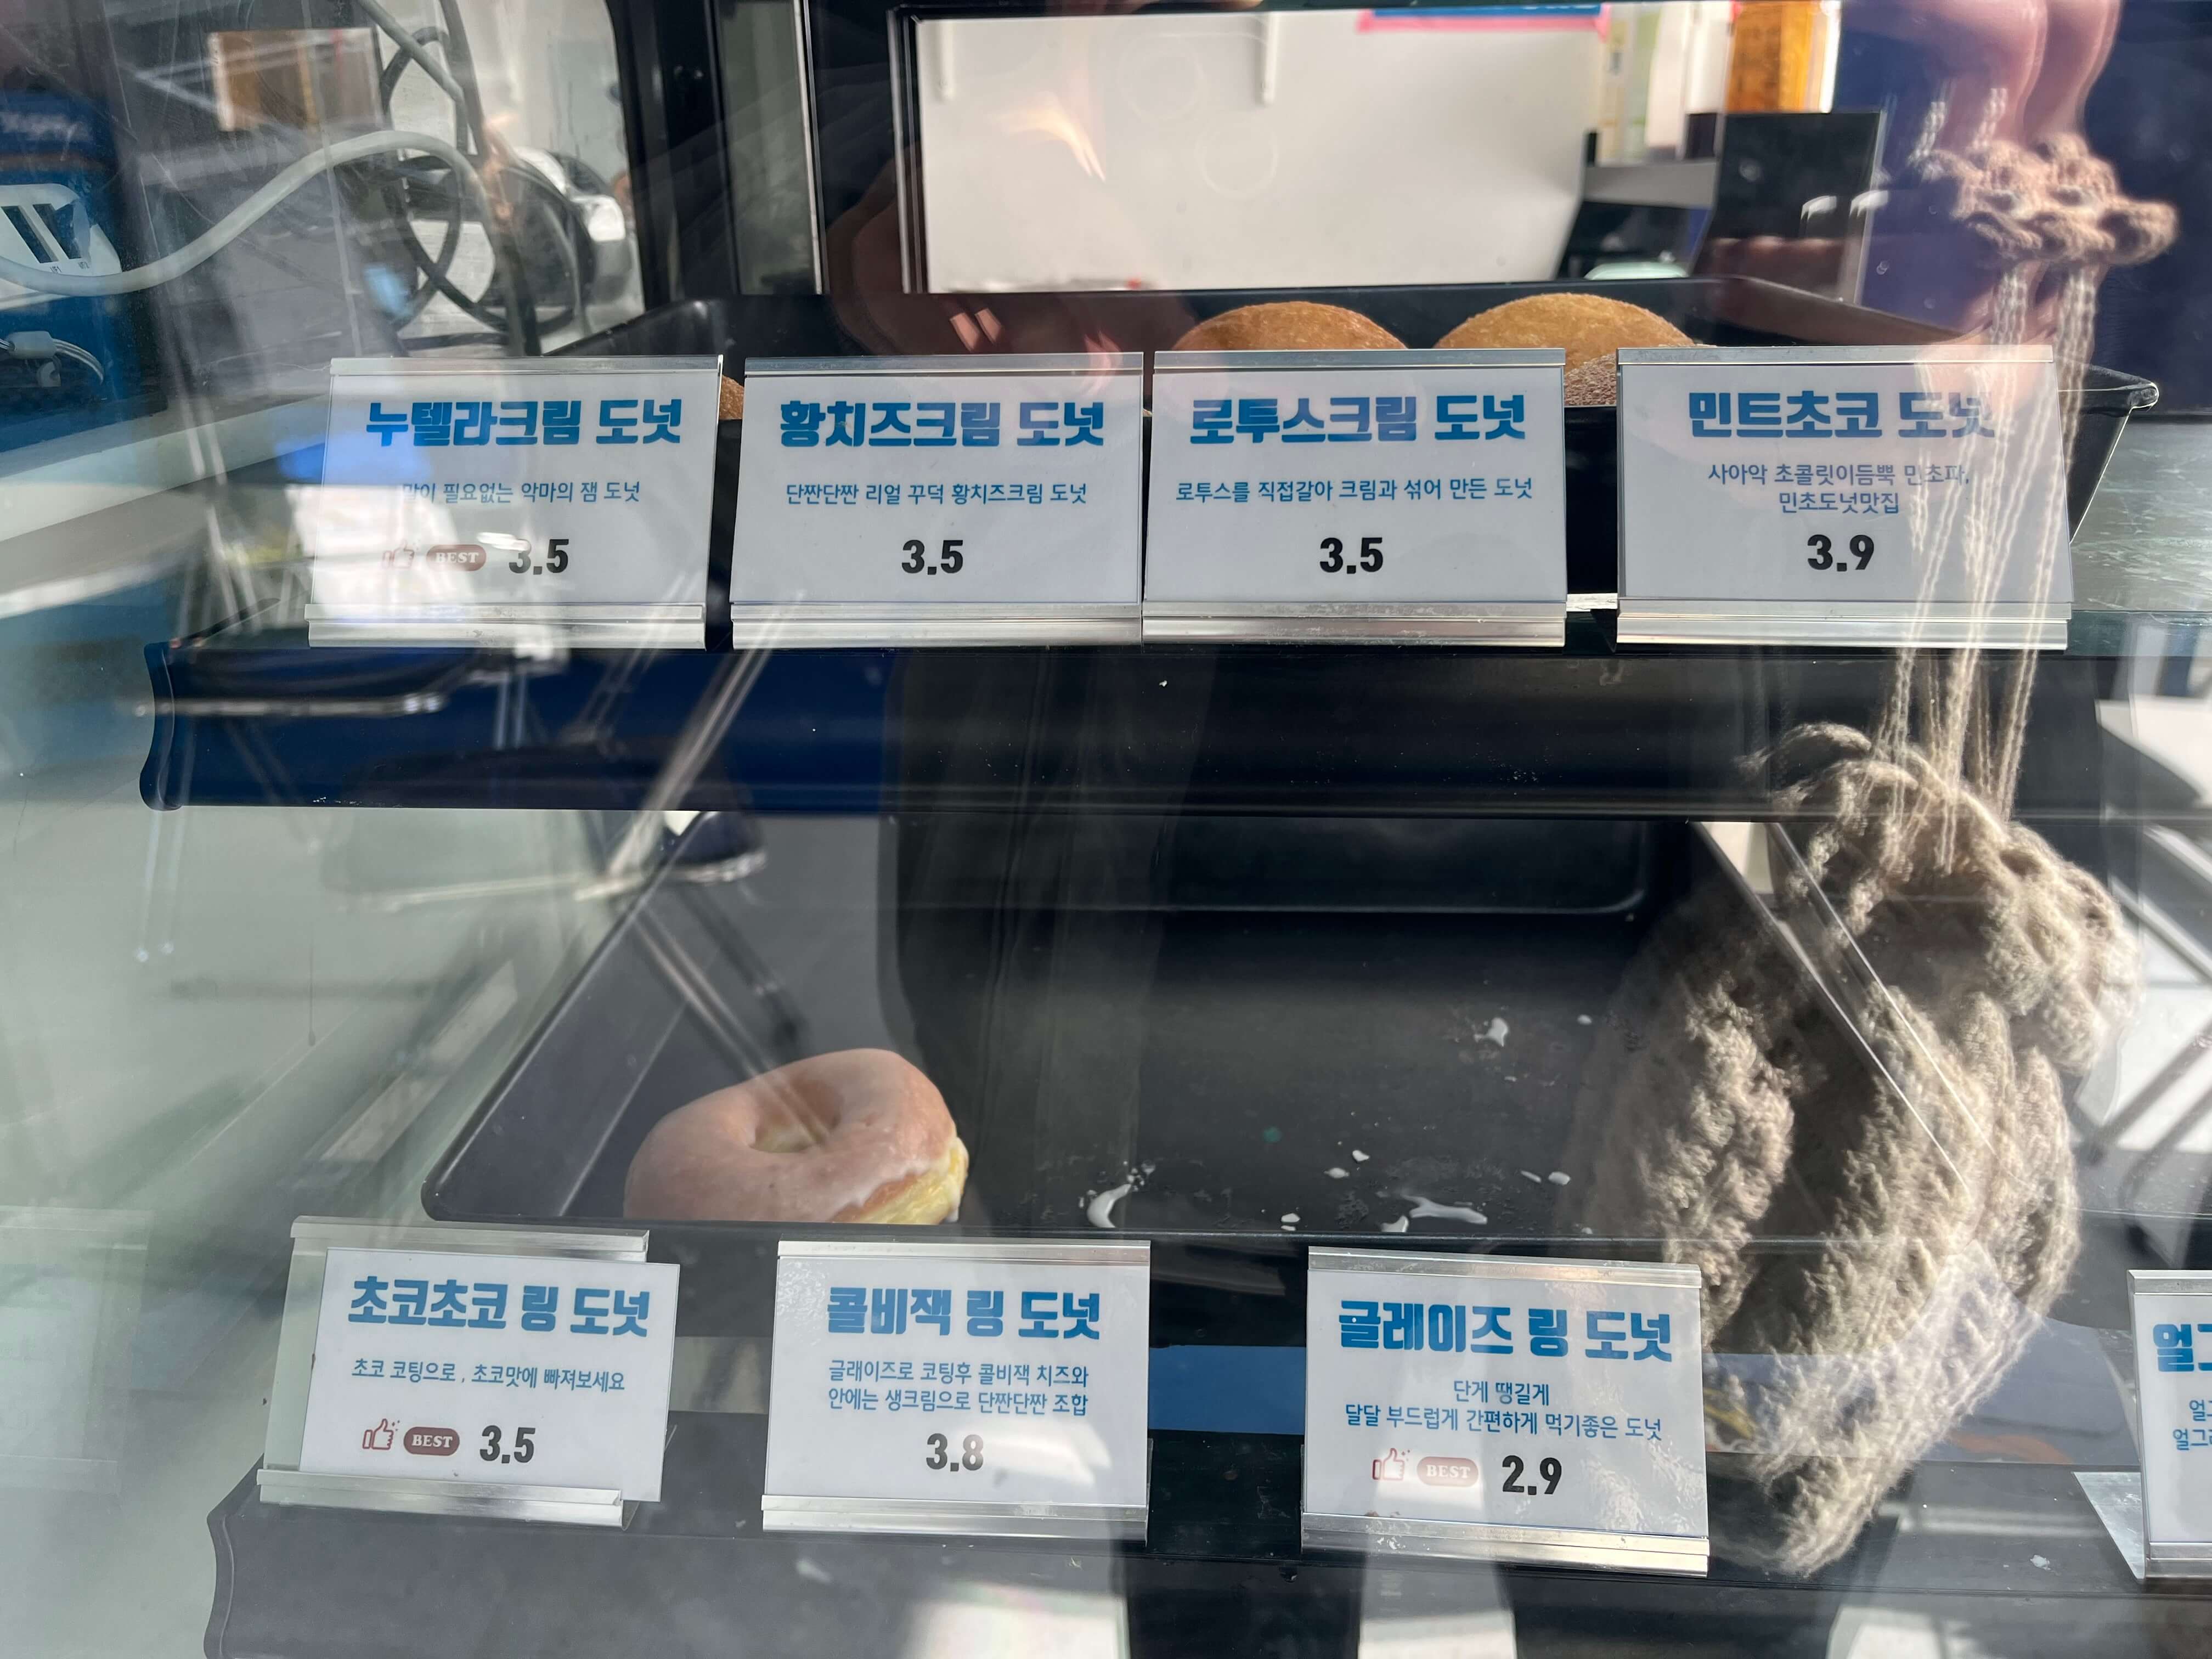 누텔라크림 도넛
말이 필요없는 악마의 잼 도넛
BEST 3.5
황치즈크림 도넛
단짠단짠 리얼 꾸덕 황치즈크림 도넛
3.5
로투스크림 도넛
로투스를 직접갈아 크림과 섞어 만든 도넛
3.5
민트초코 도넛
사아악 초콜릿이듬뿍 민초파,
민초도넛맛집
3.9
초코초코 링 도넛
초코 코팅으로 , 초코맛에 빠져보세요
BEST 3.5
콜비잭 링 도넛
글래이즈로 코팅후 콜비잭 치즈와
안에는 생크림으로 단짠단짠 조합
3.8
글레이즈 링 도넛
단게 땡길게
달달 부드럽게 간편하게 먹기좋은 도넛
BEST 2.9